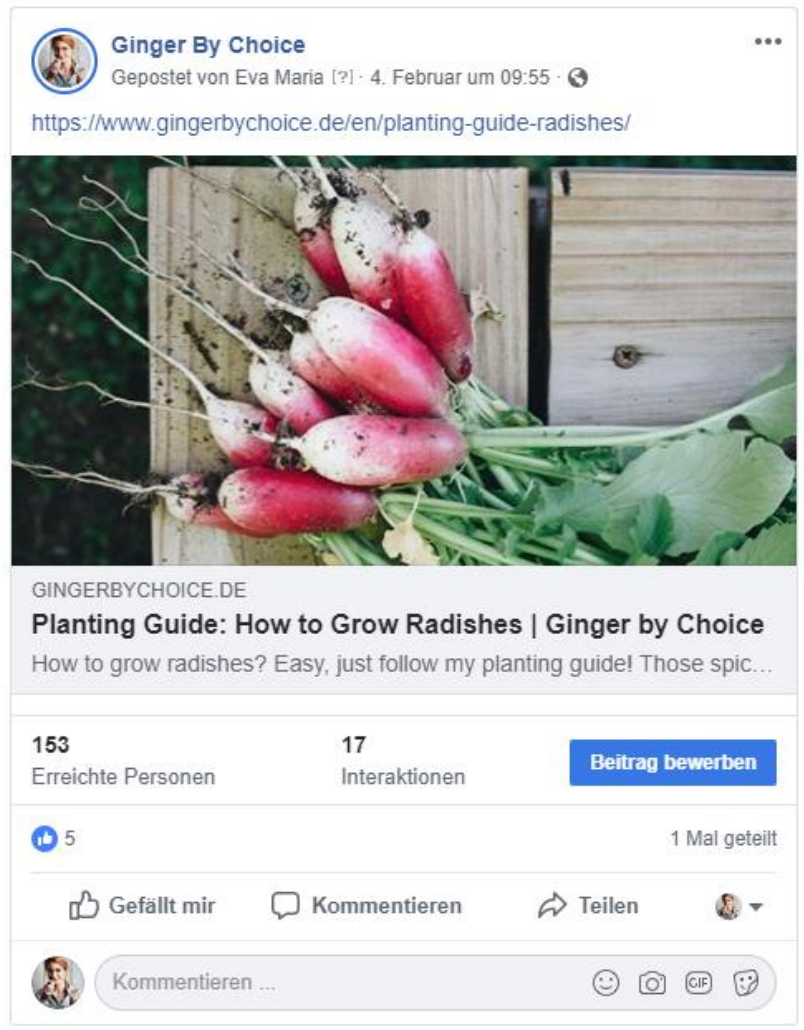 Ginger By Choice
Gepostet von Eva Maria [?] · 4. Februar um 09:55 ·
https://www.gingerbychoice.de/en/planting-guide-radishes/
GINGERBYCHOICE.DE
Planting Guide: How to Grow Radishes | Ginger by Choice
How to grow radishes? Easy, just follow my planting guide! Those spic...
153 17
Erreichte Personen Interaktionen Beitrag bewerben
5 1 Mal geteilt
Gefällt mir Kommentieren Teilen
Kommentieren ... GIF